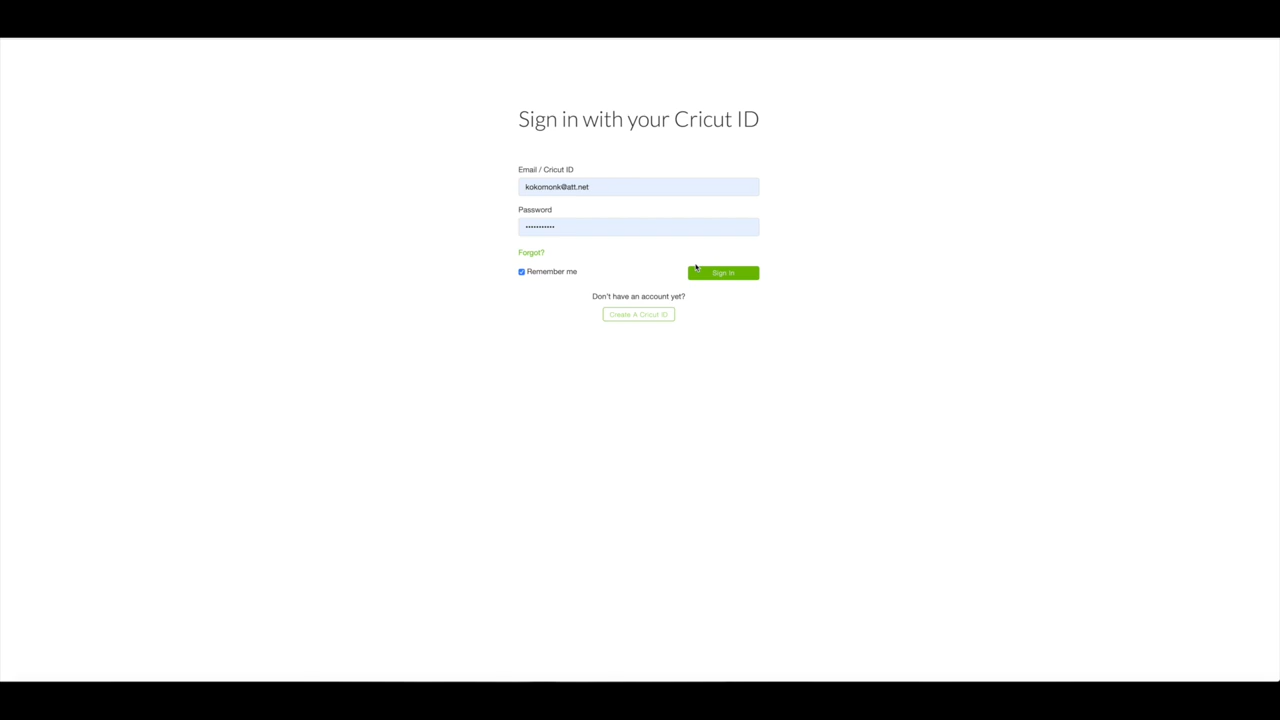 Sign in with your Cricut ID
Email / Cricut ID
kokomonk@att.net
Password
•••••••••••
Forgot?
Remember me
Sign In
Don't have an account yet?
Create A Cricut ID